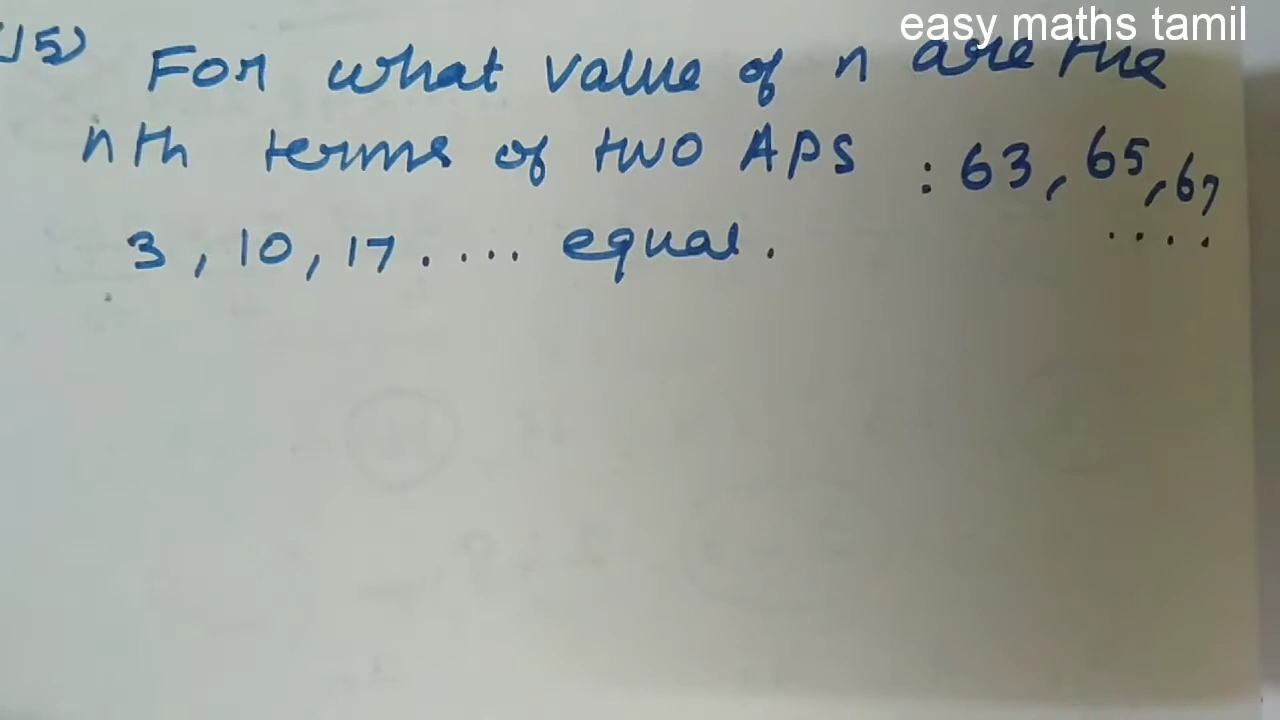 easy maths tamil
15) For what value of n are the
nth terms of two APS : 63, 65, 67
....
3, 10, 17 .... equal.